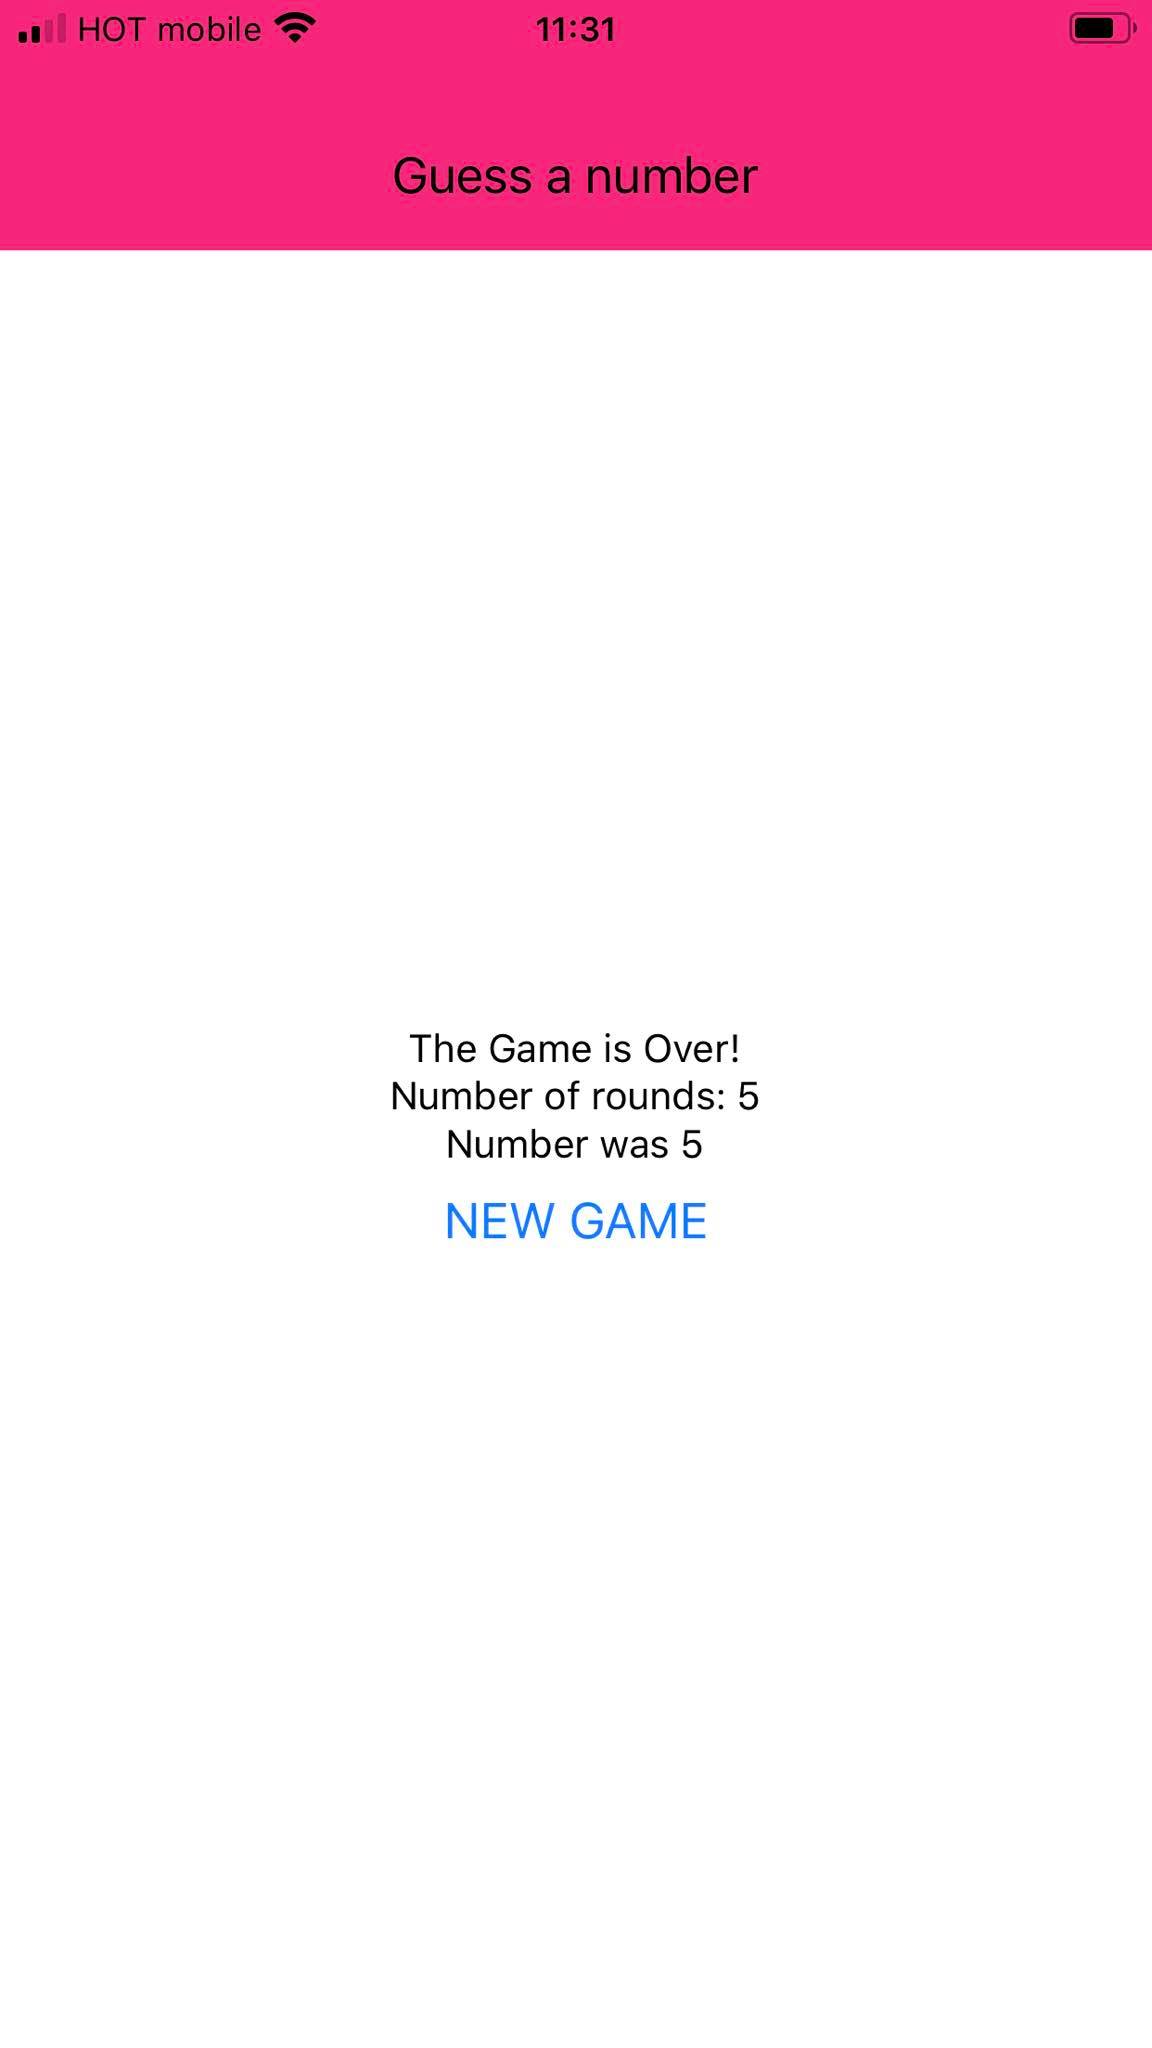 HOT mobile 11:31
Guess a number
The Game is Over!
Number of rounds: 5
Number was 5
NEW GAME